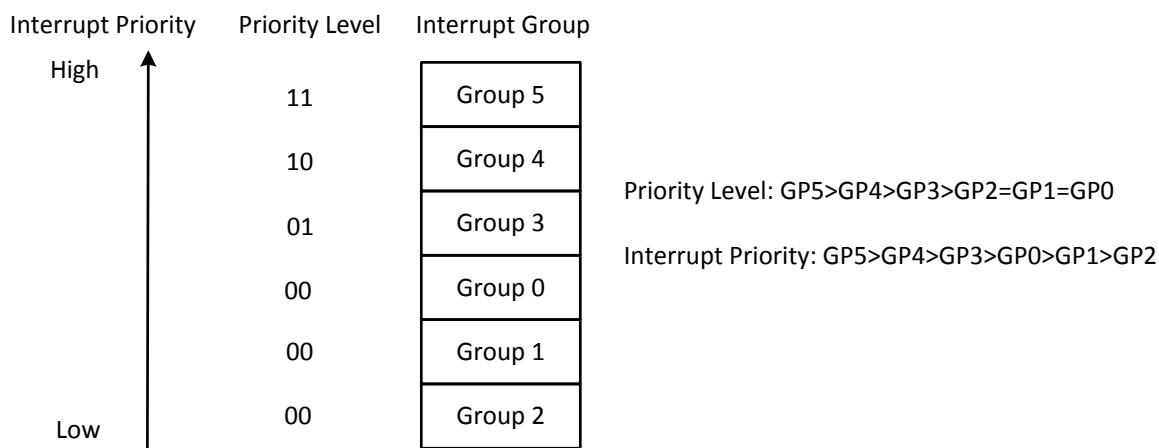 Interrupt Priority Priority Level Interrupt Group
High
11 Group 5
10 Group 4
Priority Level: GP5>GP4>GP3>GP2=GP1=GP0
01 Group 3
Interrupt Priority: GP5>GP4>GP3>GP0>GP1>GP2
00 Group 0
00 Group 1
00 Group 2
Low